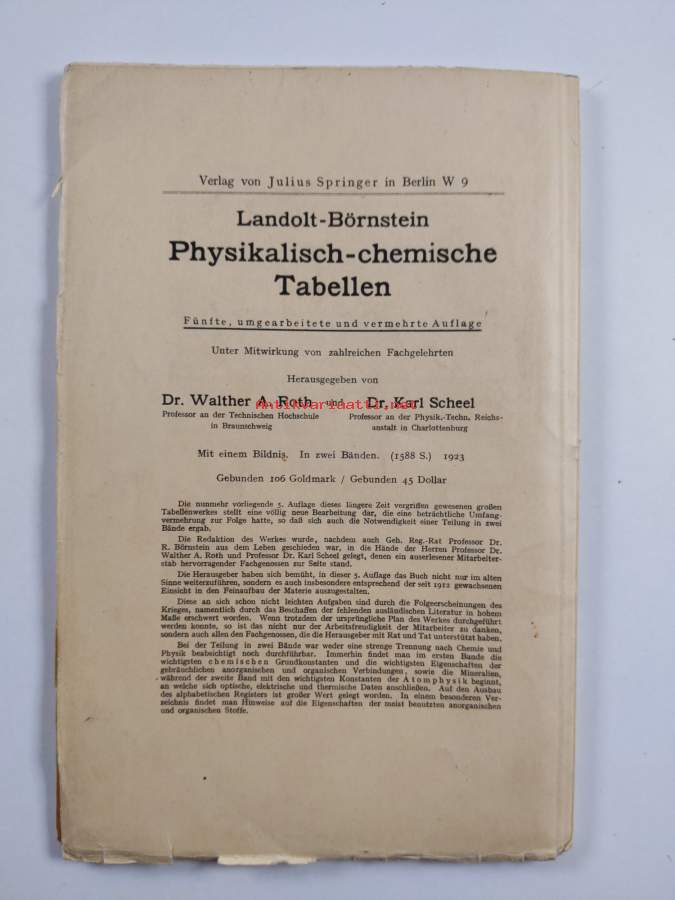 Verlag von Julius Springer in Berlin W 9
Landolt-Börnstein
Physikalisch-chemische
Tabellen
Fünfte, umgearbeitete und vermehrte Auflage
Unter Mitwirkung von zahlreichen Fachgelehrten
Herausgegeben von
Dr. Walther A. Roth und Dr. Karl Scheel
Antikvariaatti.net
Professor an der Technischen Hochschule Professor an der Physik.-Techn. Reichs-
in Braunschweig anstalt in Charlottenburg
Mit einem Bildnis. In zwei Bänden. (1588 S.) 1923
Gebunden 106 Goldmark / Gebunden 45 Dollar
Die nunmehr vorliegende 5. Auflage dieses längere Zeit vergriffen gewesenen großen
Tabellenwerkes stellt eine völlig neue Bearbeitung dar, die eine beträchtliche Umfang-
vermehrung zur Folge hatte, so daß sich auch die Notwendigkeit einer Teilung in zwei
Bände ergab.
Die Redaktion des Werkes wurde, nachdem auch Geh. Reg.-Rat Professor Dr.
R. Börnstein aus dem Leben geschieden war, in die Hände der Herren Professor Dr.
Walther A. Roth und Professor Dr. Karl Scheel gelegt, denen ein auserlesener Mitarbeiter-
stab hervorragender Fachgenossen zur Seite stand.
Die Herausgeber haben sich bemüht, in dieser 5. Auflage das Buch nicht nur im alten
Sinne weiterzuführen, sondern es auch insbesondere entsprechend der seit 1912 gewachsenen
Einsicht in den Feinaufbau der Materie auszugestalten.
Diese an sich schon nicht leichten Aufgaben sind durch die Folgeerscheinungen des
Krieges, namentlich durch das Beschaffen der fehlenden ausländischen Literatur in hohem
Maße erschwert worden. Wenn trotzdem der ursprüngliche Plan des Werkes durchgeführt
werden konnte, so ist das nicht nur der Arbeitsfreudigkeit der Mitarbeiter zu danken,
sondern auch allen den Fachgenossen, die die Herausgeber mit Rat und Tat unterstützt haben.
Bei der Teilung in zwei Bände war weder eine strenge Trennung nach Chemie und
Physik beabsichtigt noch durchführbar. Immerhin findet man im ersten Bande die
wichtigsten chemischen Grundkonstanten und die wichtigsten Eigenschaften der
gebräuchlichen anorganischen und organischen Verbindungen, sowie die Mineralien,
während der zweite Band mit den wichtigsten Konstanten der Atomphysik beginnt,
an welche sich optische, elektrische und thermische Daten anschließen. Auf den Ausbau
des alphabetischen Registers ist großer Wert gelegt worden. In einem besonderen Ver-
zeichnis findet man Hinweise auf die Eigenschaften der meist benutzten anorganischen
und organischen Stoffe.